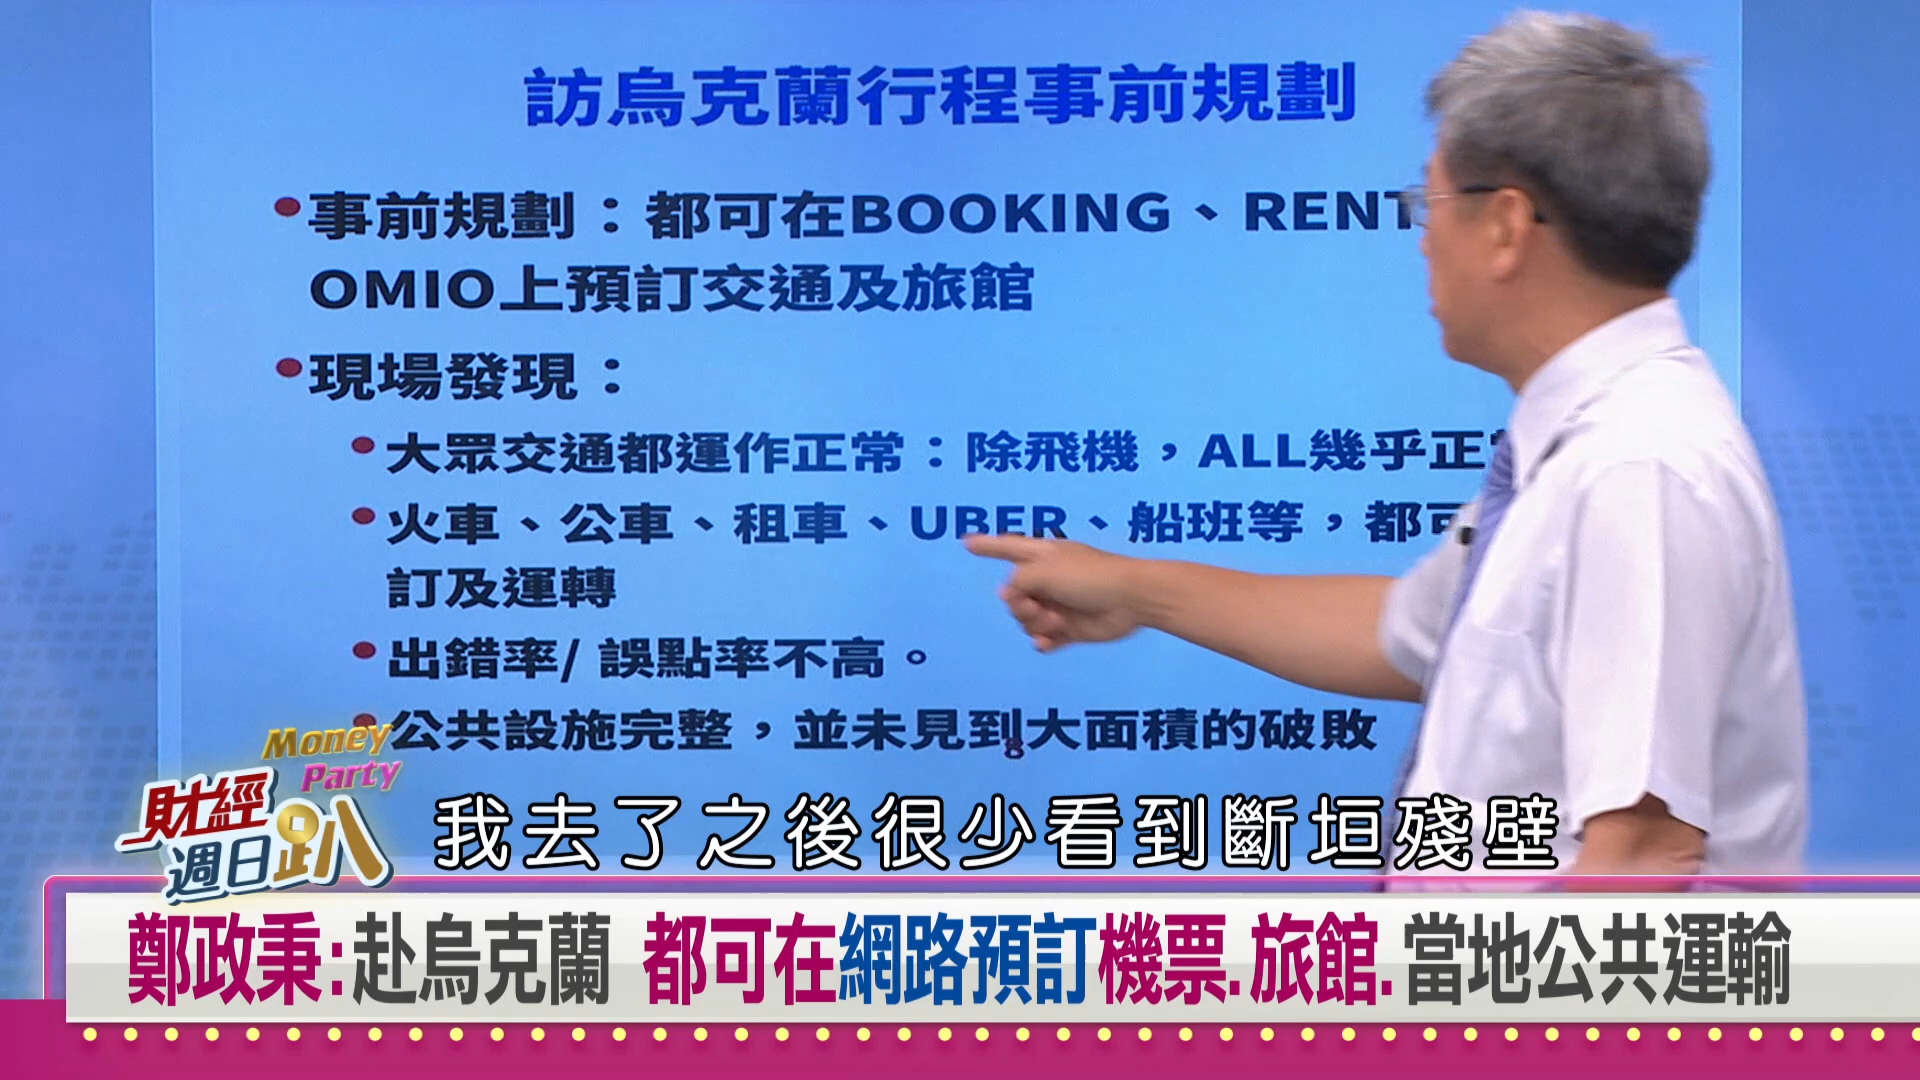 訪烏克蘭行程事前規劃
•事前規劃：都可在BOOKING、RENT
OMIO上預訂交通及旅館
•現場發現：
•大眾交通都運作正常：除飛機，ALL幾乎正常
•火車、公車、租車、UBER、船班等，都可
訂及運轉
•出錯率/ 誤點率不高。
•公共設施完整，並未見到大面積的破敗
8
Money
Party
財經
週日趴
我去了之後很少看到斷垣殘壁
鄭政秉:赴烏克蘭 都可在網路預訂機票.旅館.當地公共運輸